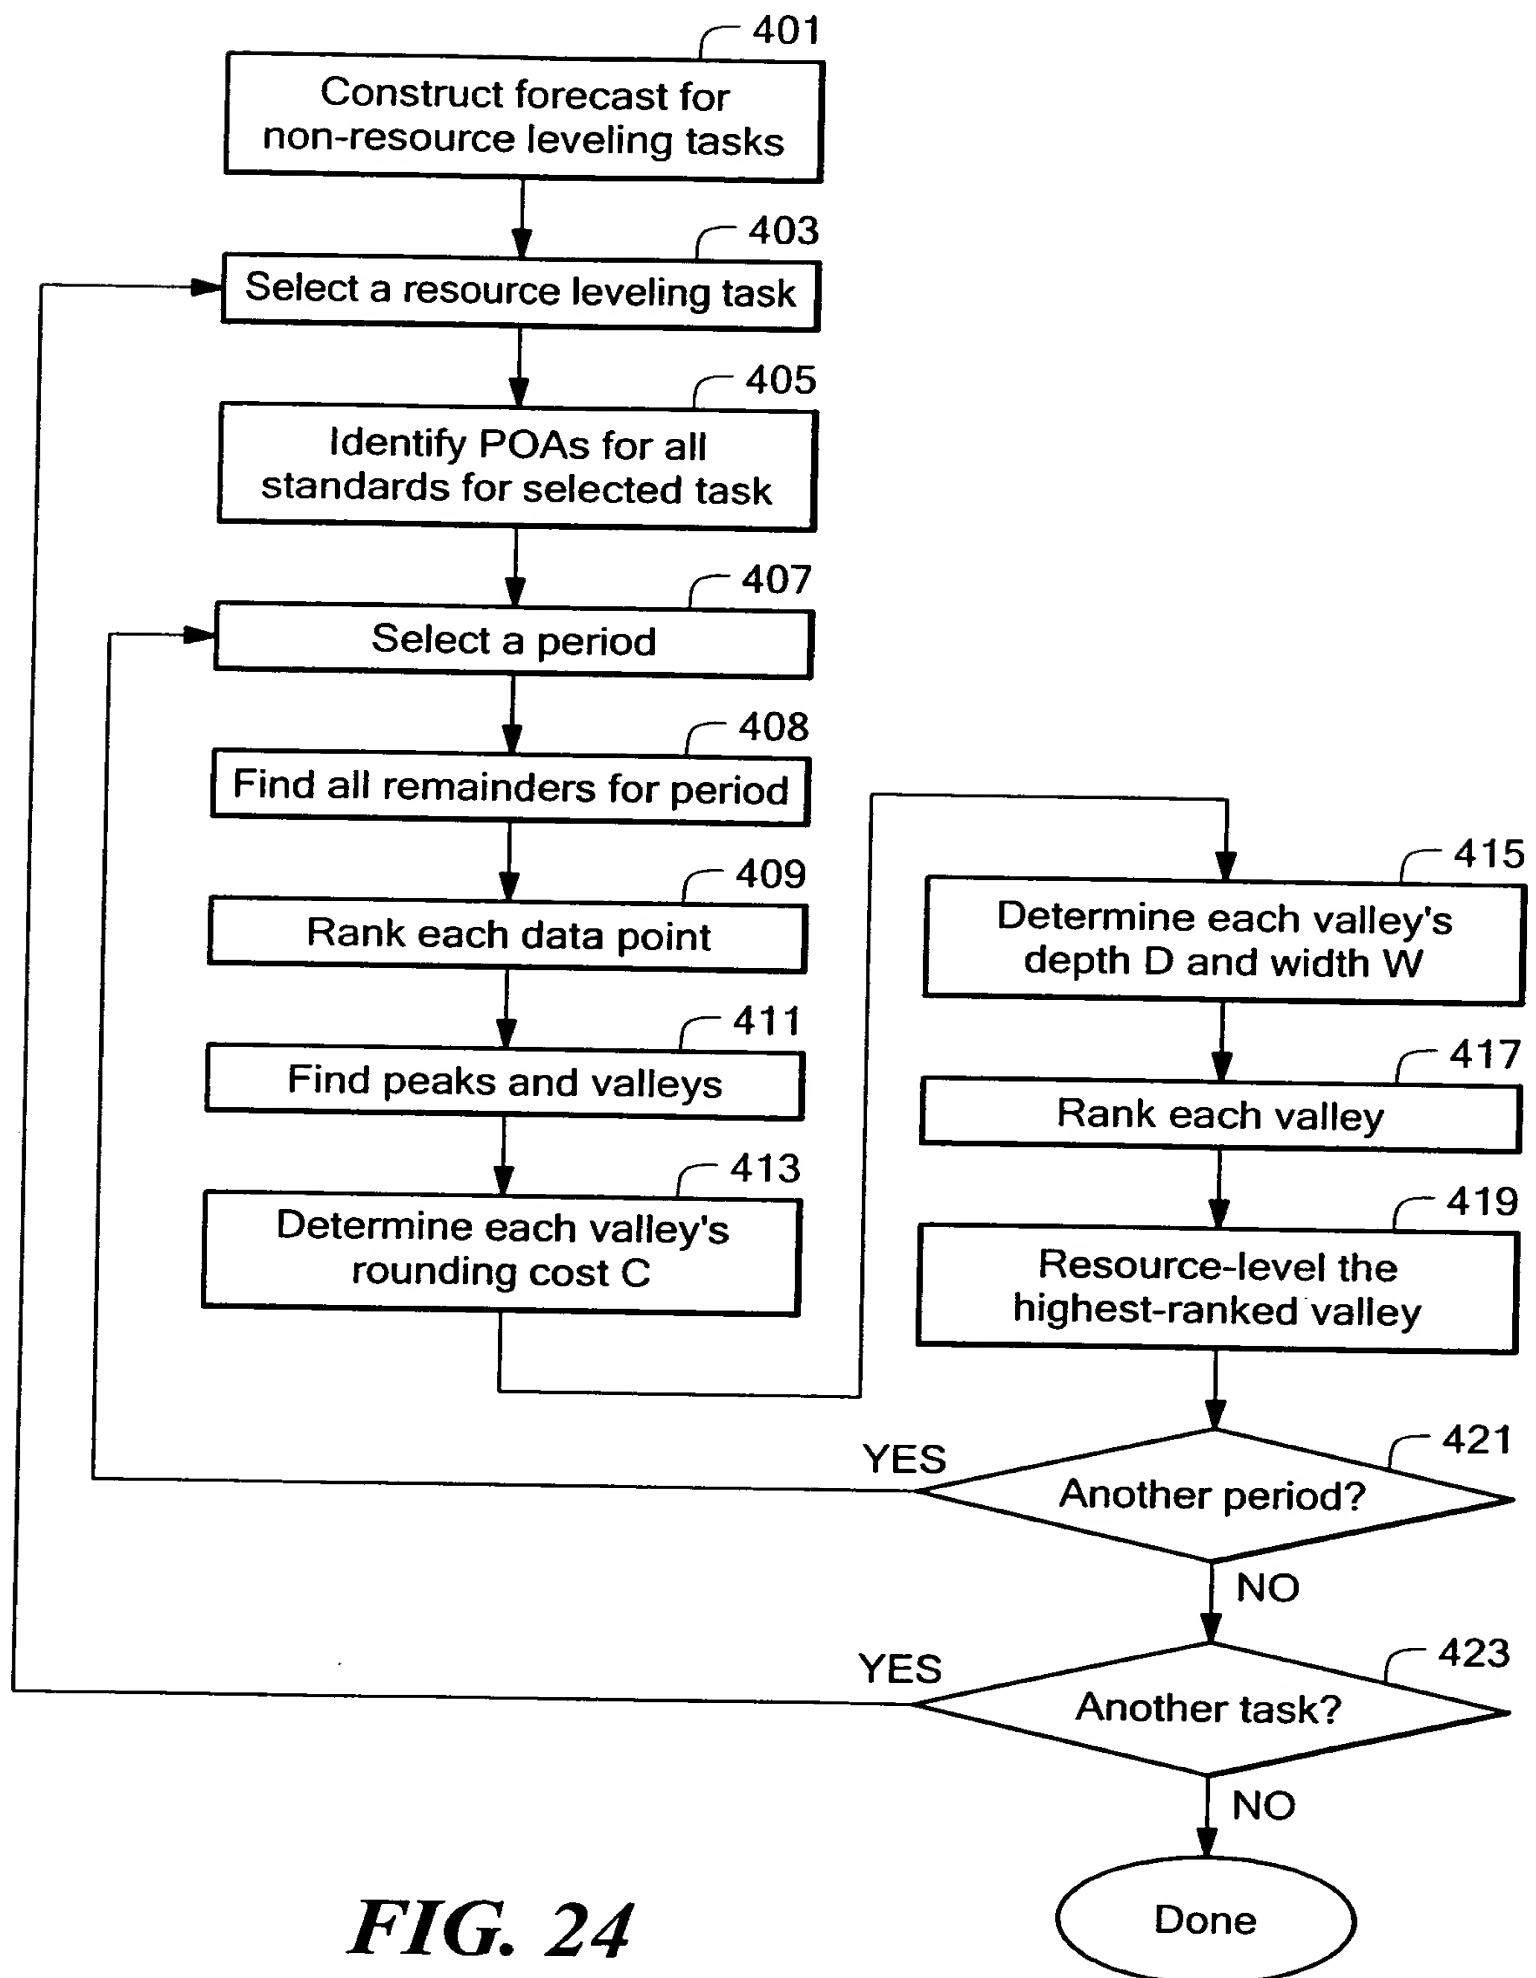 401
Construct forecast for
non-resource leveling tasks
403
Select a resource leveling task
405
Identify POAs for all
standards for selected task
407
Select a period
408
Find all remainders for period
409
Rank each data point
411
Find peaks and valleys
413
Determine each valley's
rounding cost C
415
Determine each valley's
depth D and width W
417
Rank each valley
419
Resource-level the
highest-ranked valley
421
YES
Another period?
NO
423
YES
Another task?
NO
Done
FIG. 24